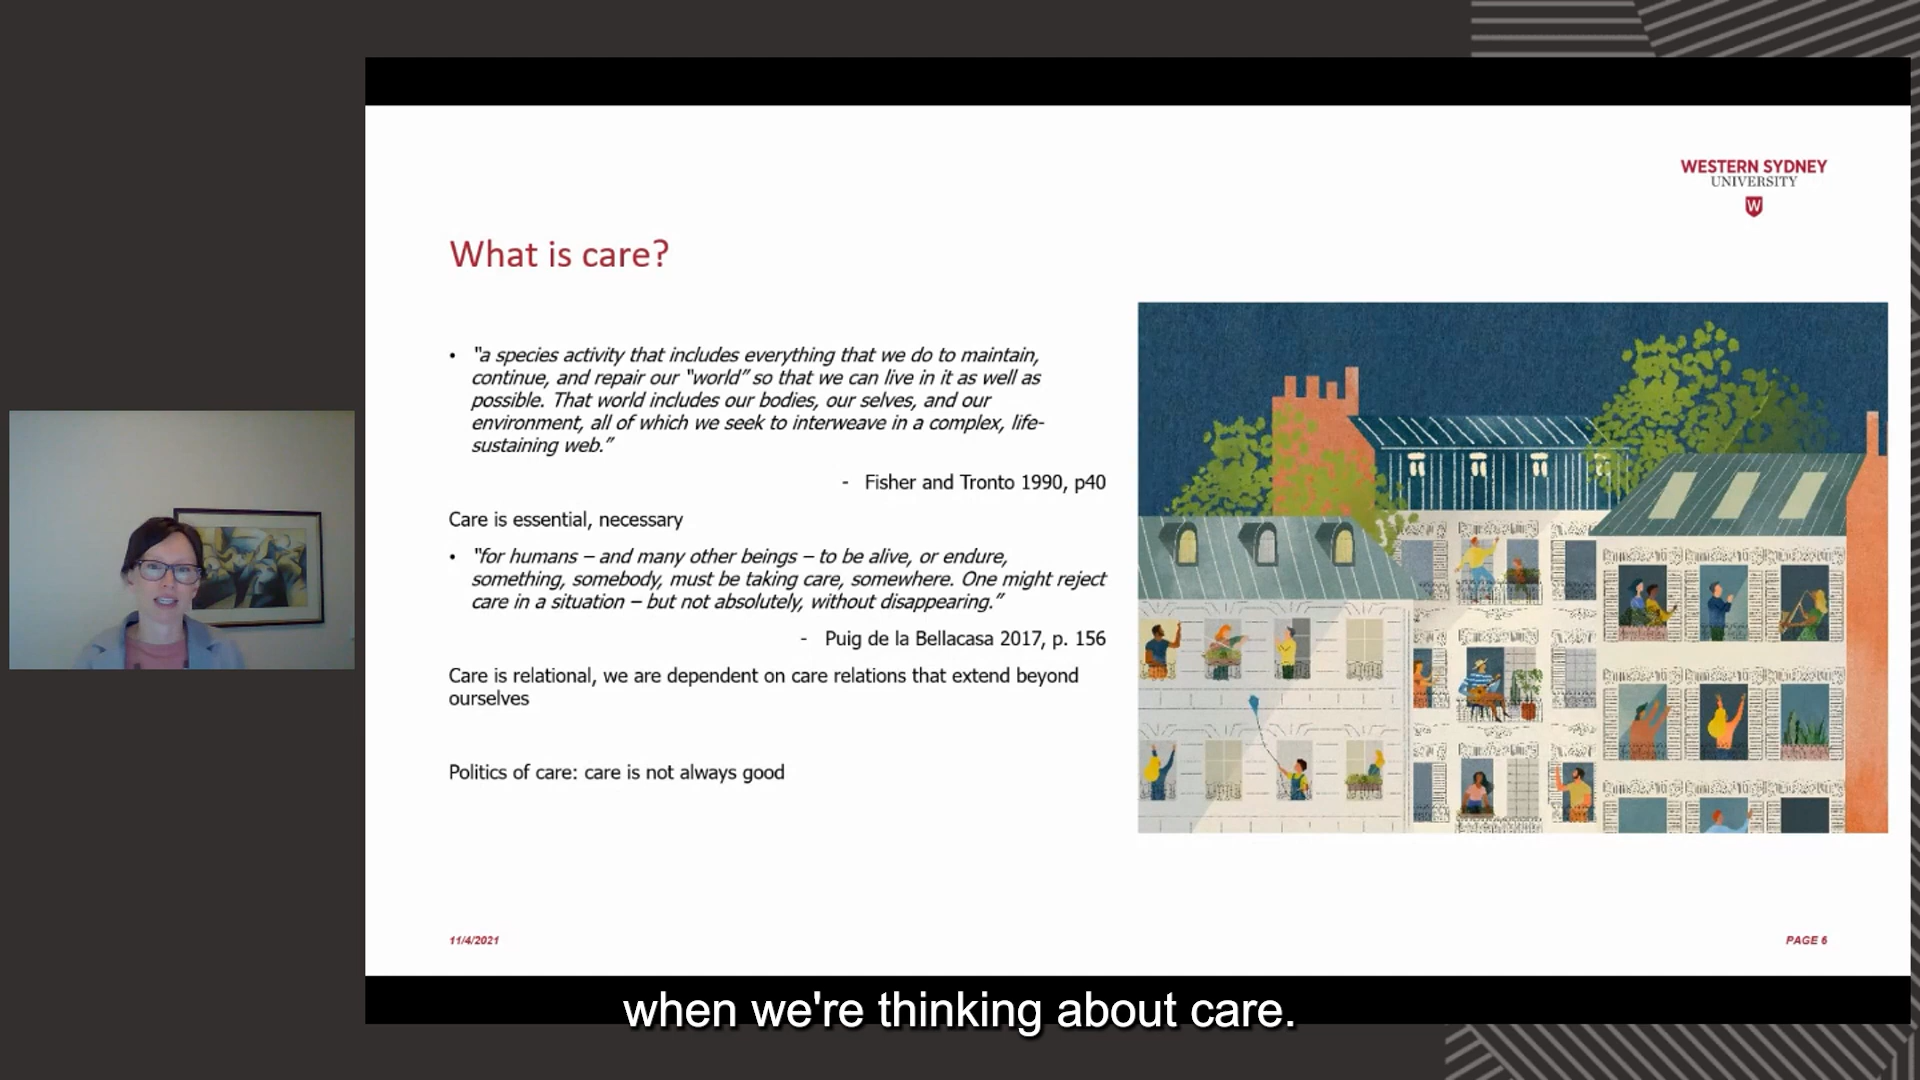 WESTERN SYDNEY
UNIVERSITY
W
What is care?
• "a species activity that includes everything that we do to maintain,
continue, and repair our "world" so that we can live in it as well as
possible. That world includes our bodies, our selves, and our
environment, all of which we seek to interweave in a complex, life-
sustaining web."
- Fisher and Tronto 1990, p40
Care is essential, necessary
• "for humans – and many other beings – to be alive, or endure,
something, somebody, must be taking care, somewhere. One might reject
care in a situation – but not absolutely, without disappearing."
- Puig de la Bellacasa 2017, p. 156
Care is relational, we are dependent on care relations that extend beyond
ourselves
Politics of care: care is not always good
11/4/2021
PAGE 6
when we're thinking about care.